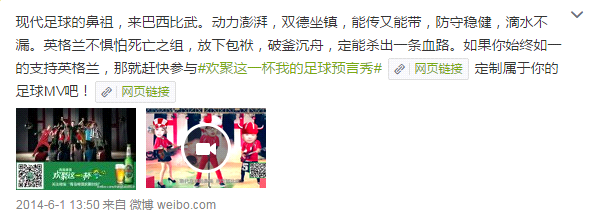 现代足球的鼻祖，来巴西比武。动力澎湃，双德坐镇，能传又能带，防守稳健，滴水不
漏。英格兰不惧怕死亡之组，放下包袱，破釜沉舟，定能杀出一条血路。如果你始终如一
的支持英格兰，那就赶快参与#欢聚这一杯我的足球预言秀# 网页链接 定制属于你的
足球MV吧！ 网页链接
欢聚这一杯
2014-6-1 13:50 来自 微博 weibo.com